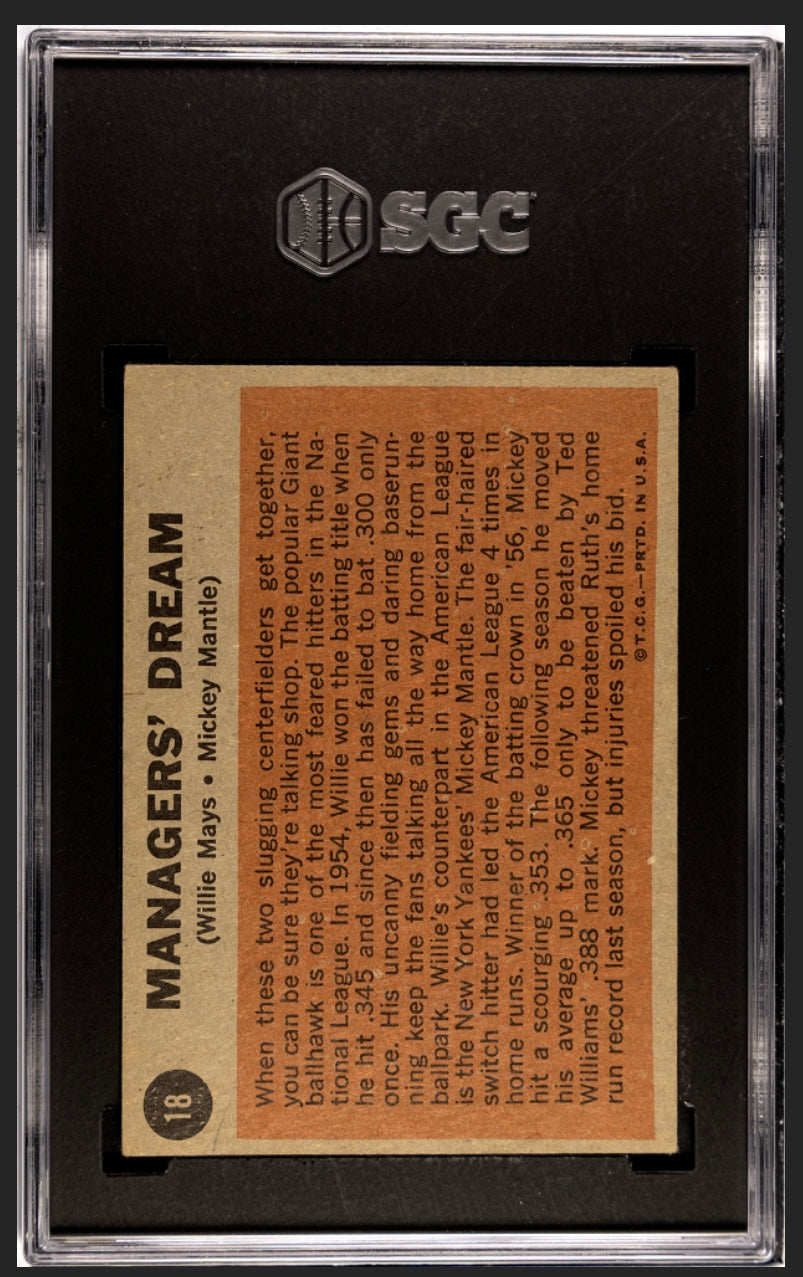 SGC
18
MANAGERS' DREAM
(Willie Mays • Mickey Mantle)
When these two slugging centerfielders get together,
you can be sure they're talking shop. The popular Giant
ballhawk is one of the most feared hitters in the Na-
tional League. In 1954, Willie won the batting title when
he hit .345 and since then has failed to bat .300 only
once. His uncanny fielding gems and daring baserun-
ning keep the fans talking all the way home from the
ballpark. Willie's counterpart in the American League
is the New York Yankees' Mickey Mantle. The fair-haired
switch hitter had led the American League 4 times in
home runs. Winner of the batting crown in '56, Mickey
hit a scourging .353. The following season he moved
his average up to .365 only to be beaten by Ted
Williams' .388 mark. Mickey threatened Ruth's home
run record last season, but injuries spoiled his bid.
©T.C.G.—PRTD. IN U.S.A.